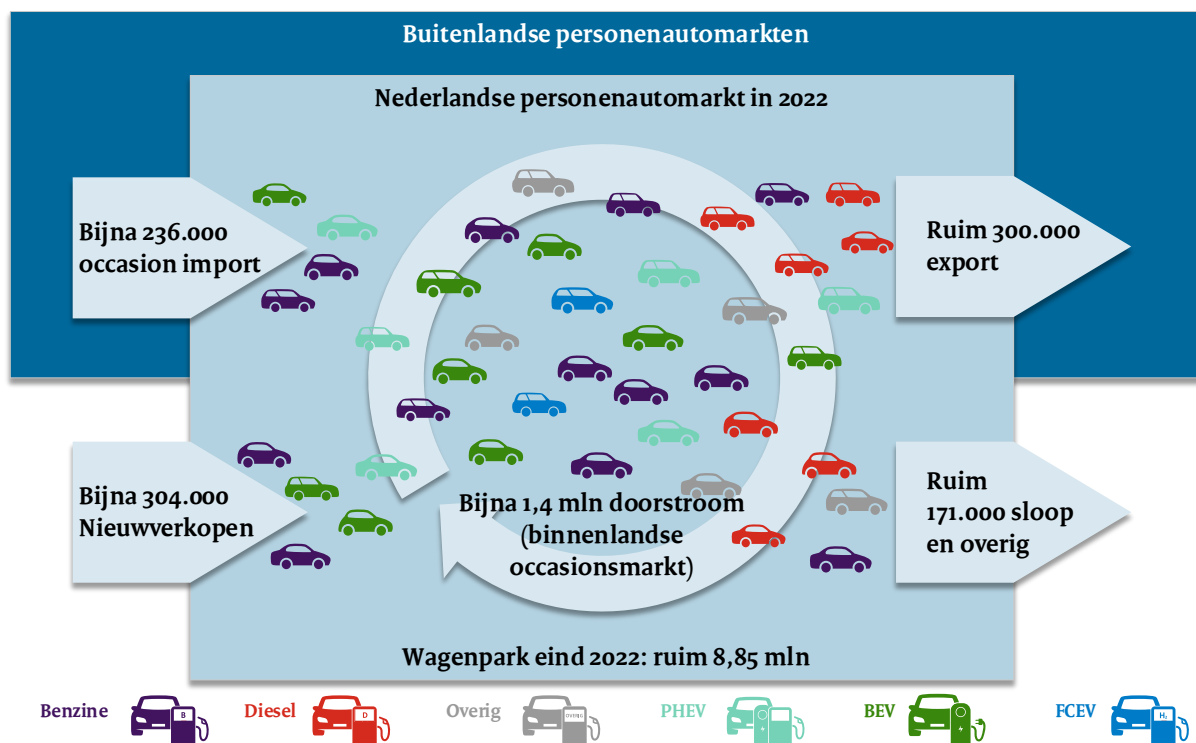 Buitenlandse personenautomarkten
Nederlandse personenautomarkt in 2022
Bijna 236.000
occasion import
Ruim 300.000
export
Bijna 304.000
Nieuwverkopen
Bijna 1,4 mln doorstroom
(binnenlandse
occasionsmarkt)
Ruim
171.000 sloop
en overig
Wagenpark eind 2022: ruim 8,85 mln
Benzine
B
Diesel
D
Overig
OVERIG
PHEV
BEV
FCEV
H₂